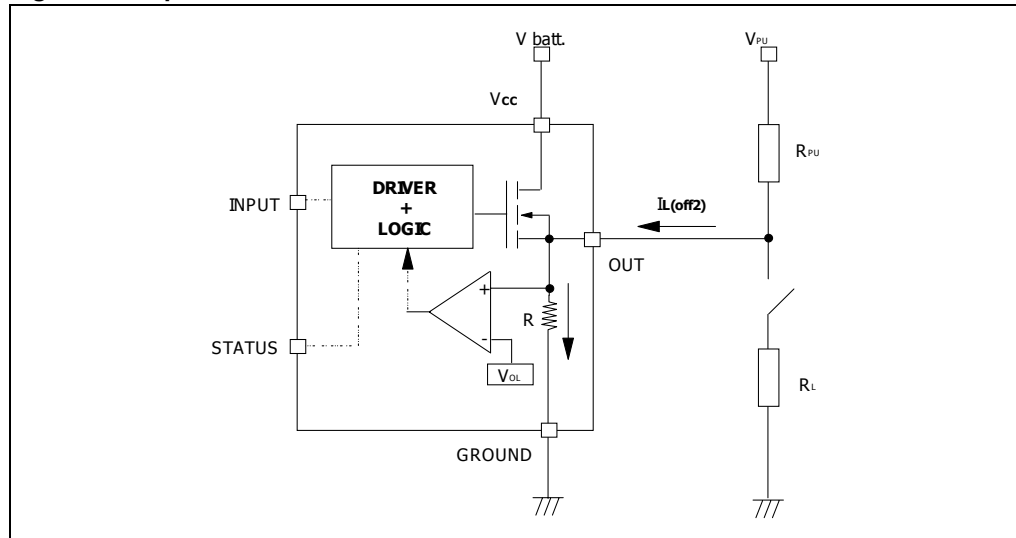 V batt.
VPU
Vcc
RPU
DRIVER
+
LOGIC
INPUT
IL(off2)
OUT
+
R
-
STATUS
VOL
RL
GROUND